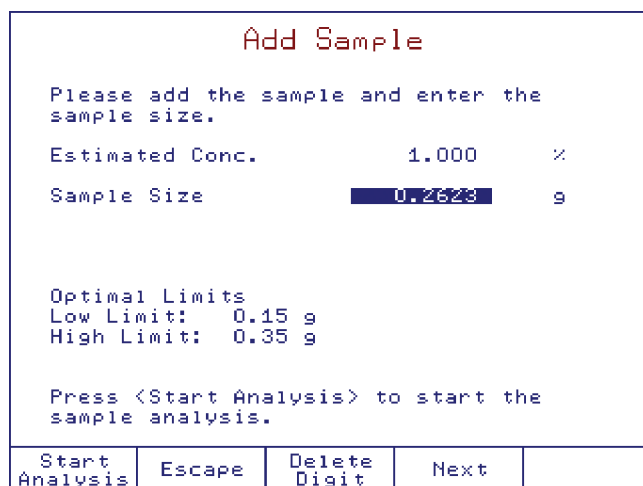 Add Sample
Please add the sample and enter the
sample size.
Estimated Conc. 1.000 %
Sample Size 0.2623 g
Optimal Limits
Low Limit: 0.15 g
High Limit: 0.35 g
Press <Start Analysis> to start the
sample analysis.
Start Analysis
Escape
Delete Digit
Next